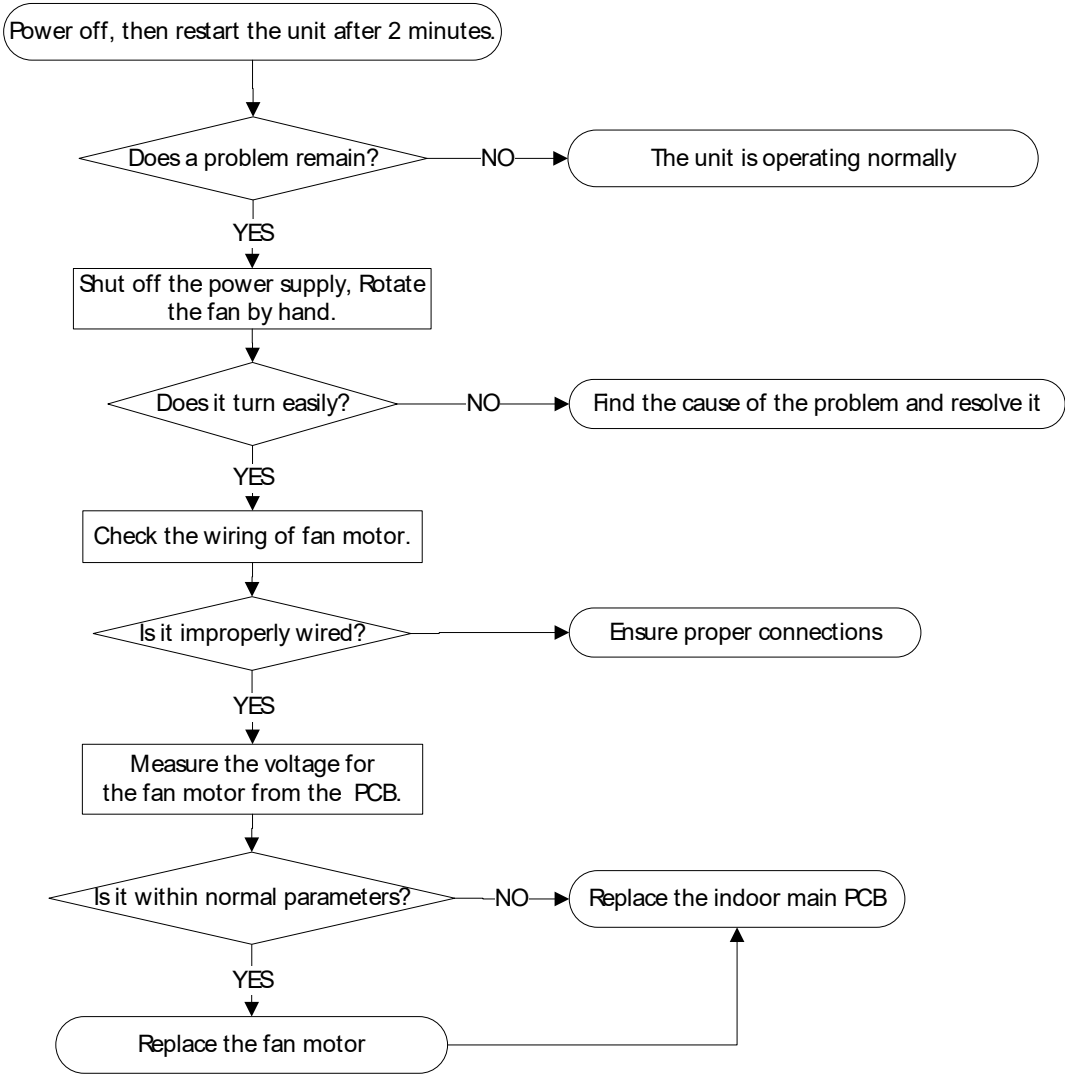 Power off, then restart the unit after 2 minutes.
Does a problem remain?
NO
The unit is operating normally
YES
Shut off the power supply, Rotate
the fan by hand.
Does it turn easily?
NO
Find the cause of the problem and resolve it
YES
Check the wiring of fan motor.
Is it improperly wired?
Ensure proper connections
YES
Measure the voltage for
the fan motor from the PCB.
Is it within normal parameters?
NO
Replace the indoor main PCB
YES
Replace the fan motor